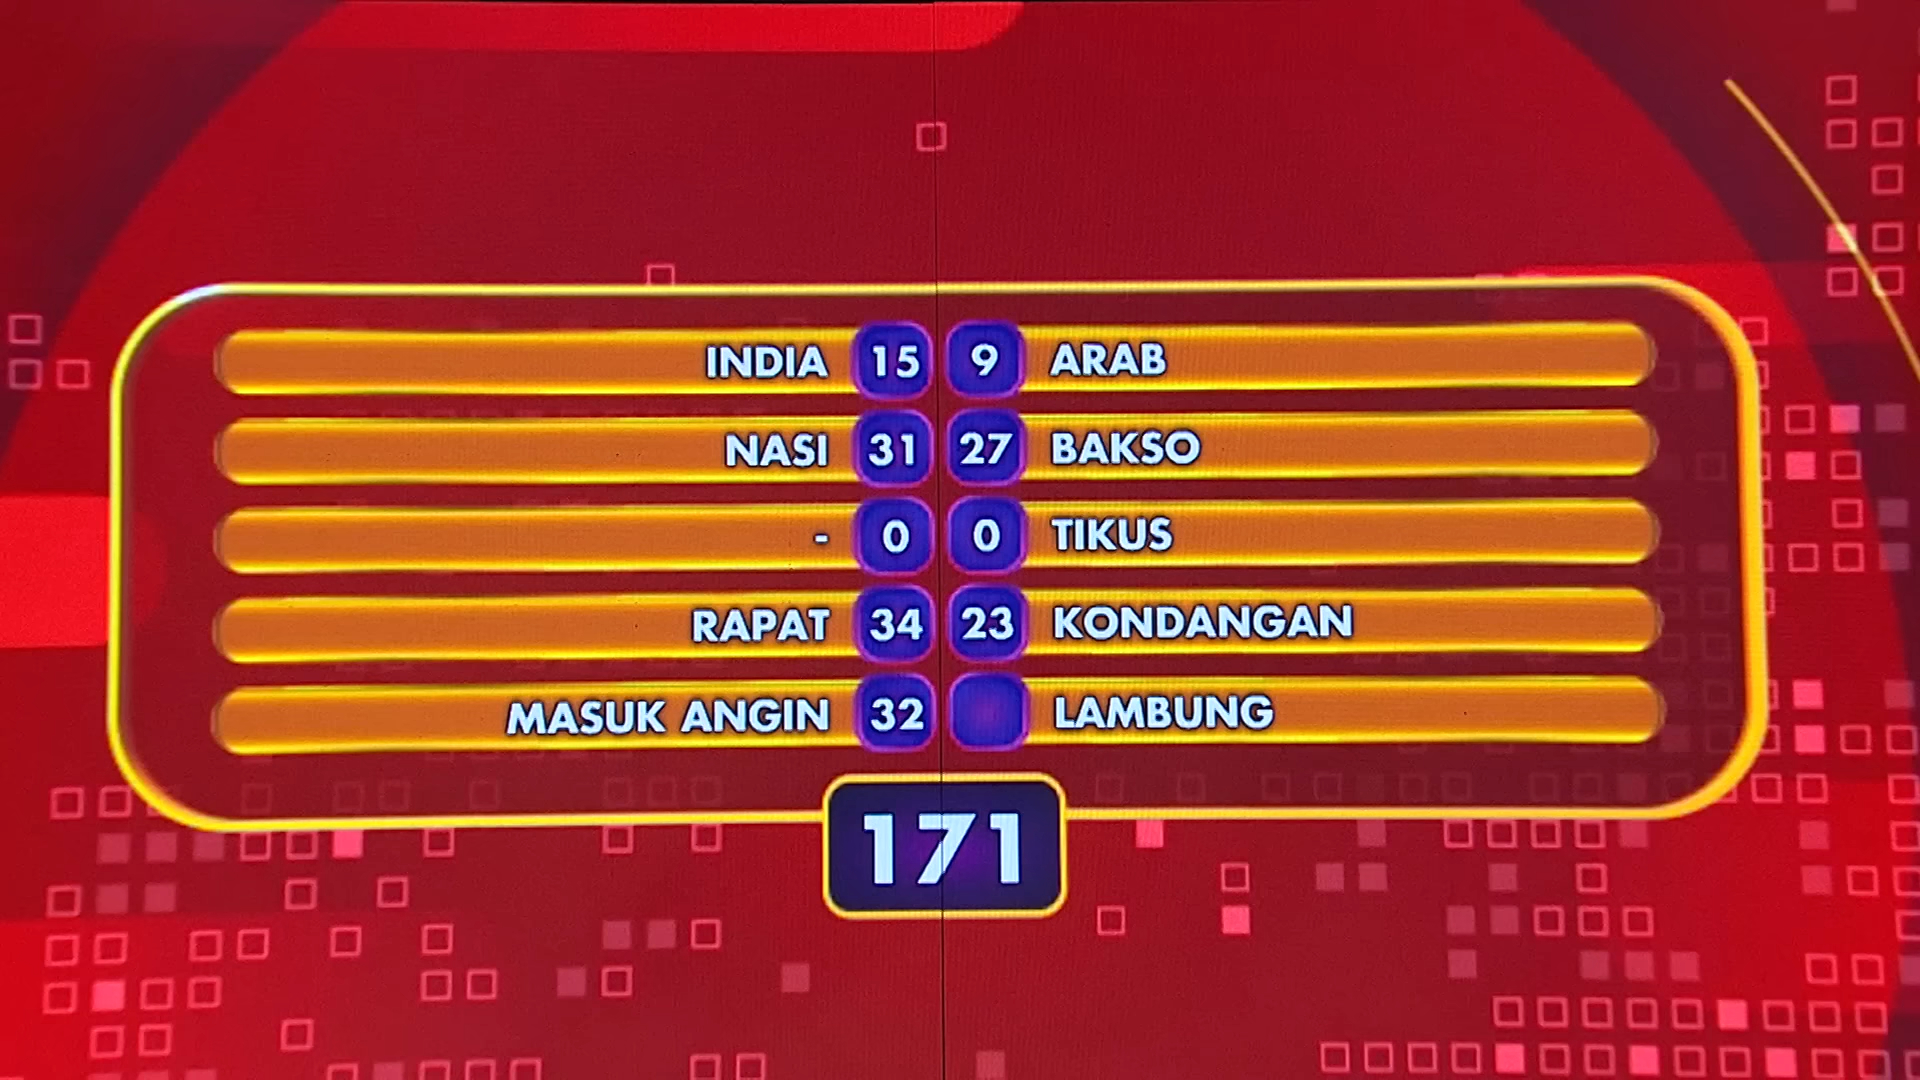 INDIA 15 9 ARAB
NASI 31 27 BAKSO
- 0 0 TIKUS
RAPAT 34 23 KONDANGAN
MASUK ANGIN 32 LAMBUNG
171